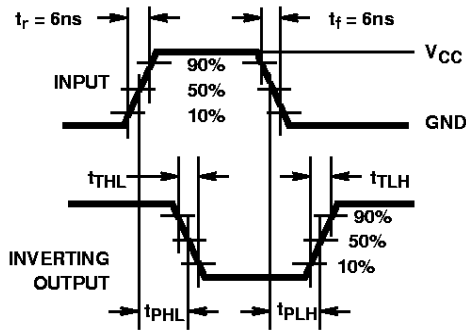 tr = 6ns
tf = 6ns
VCC
90%
INPUT
50%
10%
GND
tTHL
tTLH
90%
50%
INVERTING
OUTPUT
10%
tPHL
tPLH